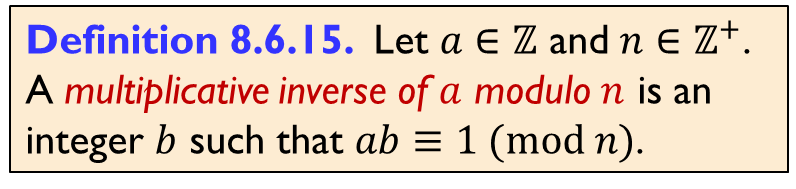 Definition 8.6.15. Let 𝑎 ∈ ℤ and 𝑛 ∈ ℤ⁺.
A multiplicative inverse of 𝑎 modulo 𝑛 is an
integer 𝑏 such that 𝑎𝑏 ≡ 1 (mod 𝑛).